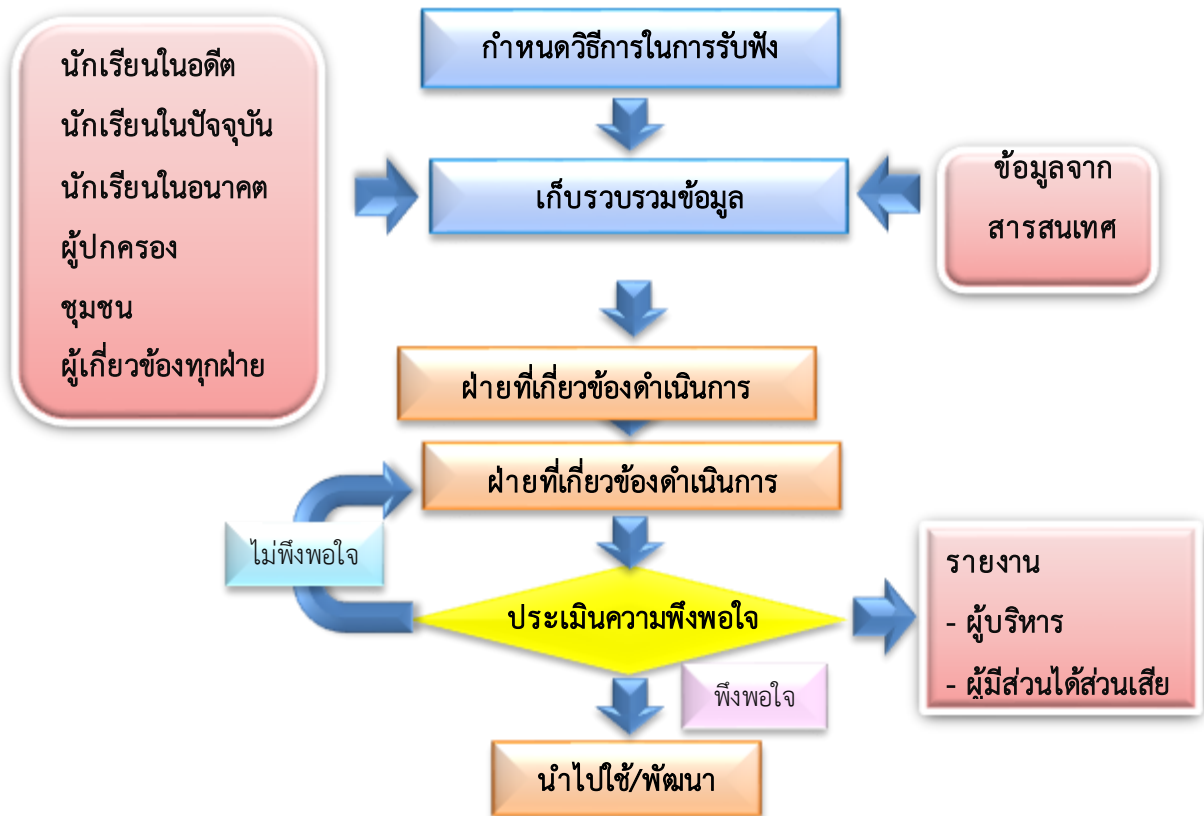 กำหนดวิธีการในการรับฟัง
นักเรียนในอดีต
นักเรียนในปัจจุบัน
นักเรียนในอนาคต
ผู้ปกครอง
ชุมชน
ผู้เกี่ยวข้องทุกฝ่าย
เก็บรวบรวมข้อมูล
ข้อมูลจาก
สารสนเทศ
ฝ่ายที่เกี่ยวข้องดำเนินการ
ฝ่ายที่เกี่ยวข้องดำเนินการ
ไม่พึงพอใจ
ประเมินความพึงพอใจ
รายงาน
- ผู้บริหาร
- ผู้มีส่วนได้ส่วนเสีย
พึงพอใจ
นำไปใช้/พัฒนา